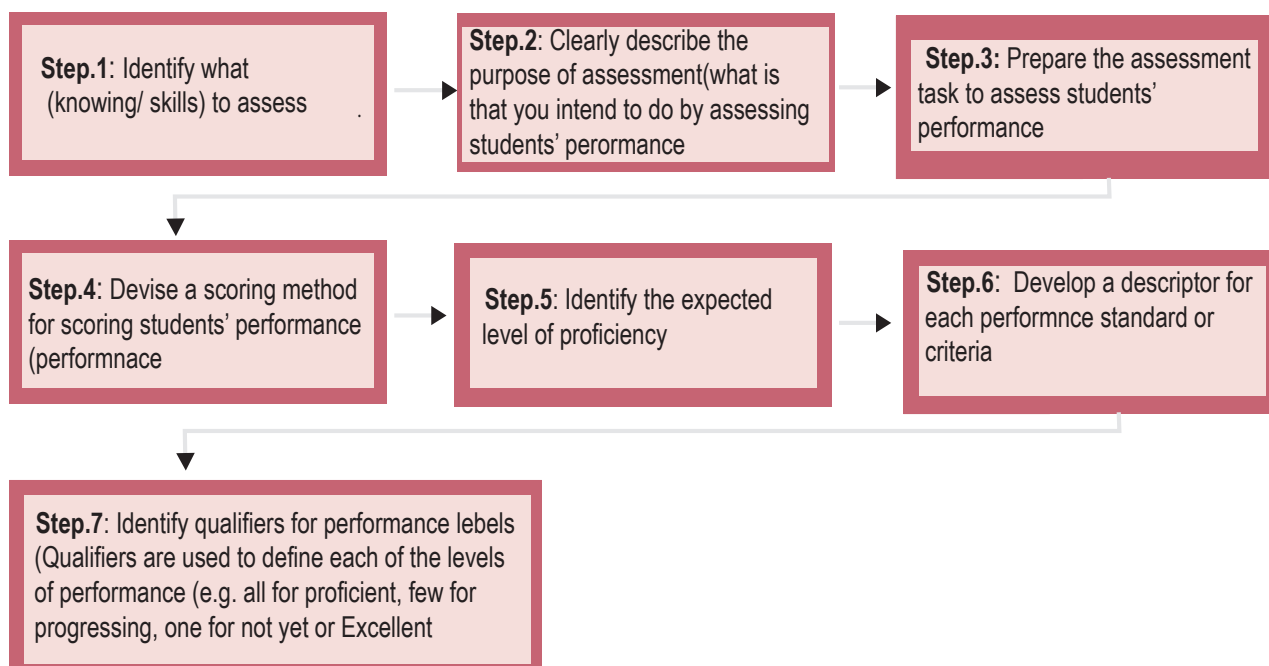 Step.1: Identify what
(knowing/ skills) to assess .
Step.2: Clearly describe the
purpose of assessment(what is
that you intend to do by assessing
students’ perormance
Step.3: Prepare the assessment
task to assess students’
performance
Step.4: Devise a scoring method
for scoring students’ performance
(performnace
Step.5: Identify the expected
level of proficiency
Step.6: Develop a descriptor for
each performnce standard or
criteria
Step.7: Identify qualifiers for performance lebels
(Qualifiers are used to define each of the levels
of performance (e.g. all for proficient, few for
progressing, one for not yet or Excellent